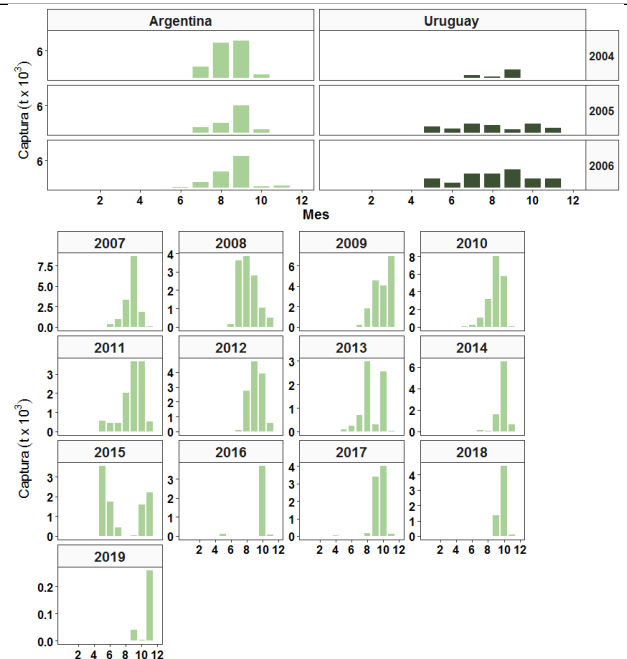 Argentina Uruguay
6 2004
6 2005
6 2006
Captura (t x 10³)
2 4 6 8 10 12 2 4 6 8 10 12
Mes
2007 2008 2009 2010
7.5 5.0 2.5 0.0 4 3 2 1 0 6 4 2 0 8 6 4 2 0
2011 2012 2013 2014
3 2 1 0 4 3 2 1 0 3 2 1 0 6 4 2 0
Captura (t x 10³)
2015 2016 2017 2018
3 2 1 0 3 2 1 0 4 3 2 1 0 4 3 2 1 0
2 4 6 8 10 12 2 4 6 8 10 12 2 4 6 8 10 12
2019
0.2 0.1 0.0
2 4 6 8 10 12